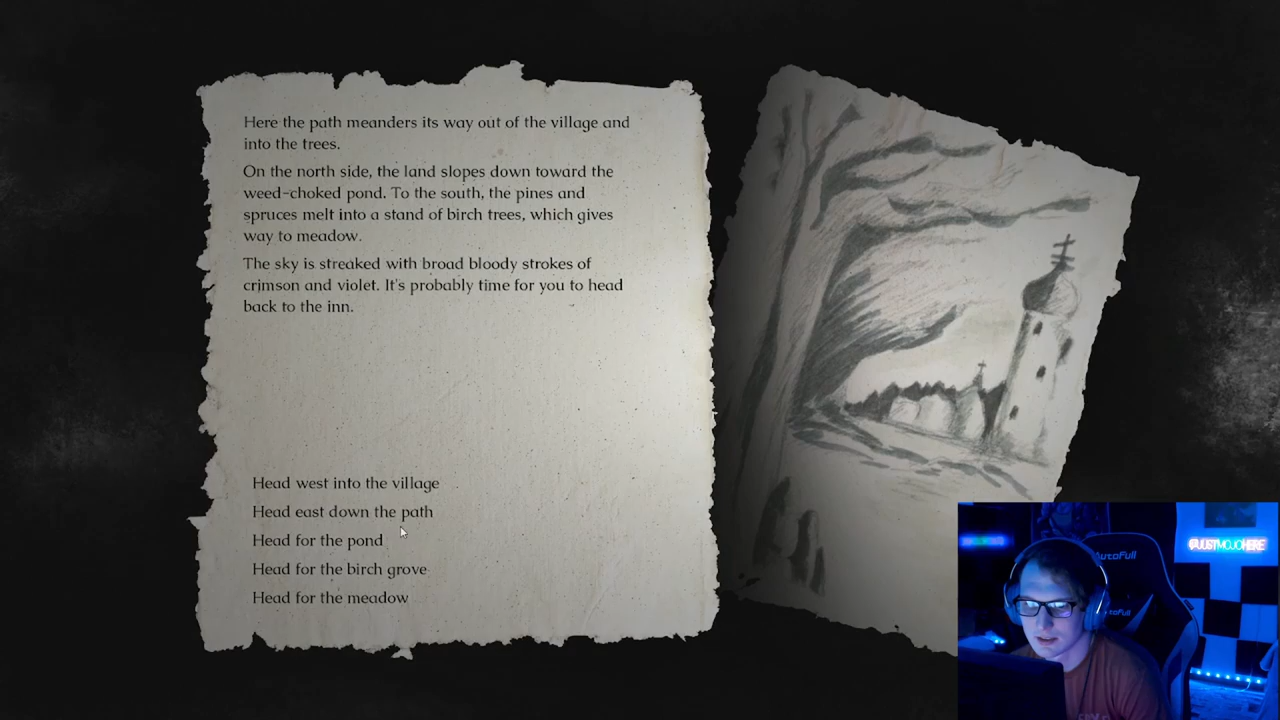 Here the path meanders its way out of the village and
into the trees.
On the north side, the land slopes down toward the
weed-choked pond. To the south, the pines and
spruces melt into a stand of birch trees, which gives
way to meadow.
The sky is streaked with broad bloody strokes of
crimson and violet. It's probably time for you to head
back to the inn.
Head west into the village
Head east down the path
Head for the pond
Head for the birch grove
Head for the meadow
@JUSTMOJOHERE
AutoFull